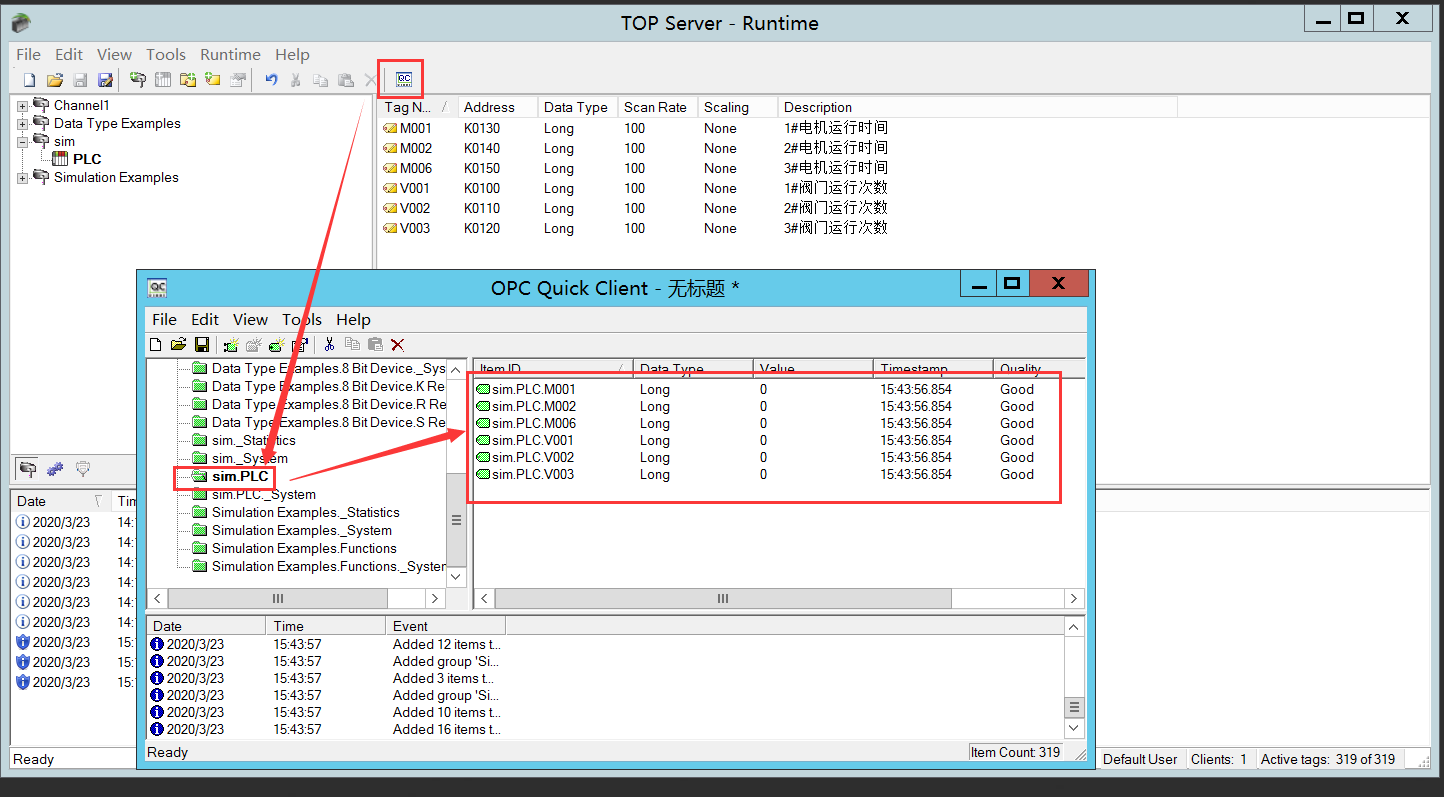 TOP Server - Runtime
File Edit View Tools Runtime Help
QC
Channel1
Data Type Examples
sim
PLC
Simulation Examples
Tag N... Address Data Type Scan Rate Scaling Description
M001 K0130 Long 100 None 1#电机运行时间
M002 K0140 Long 100 None 2#电机运行时间
M006 K0150 Long 100 None 3#电机运行时间
V001 K0100 Long 100 None 1#阀门运行次数
V002 K0110 Long 100 None 2#阀门运行次数
V003 K0120 Long 100 None 3#阀门运行次数
QC
OPC Quick Client - 无标题 *
File Edit View Tools Help
Data Type Examples.8 Bit Device._Sys
Data Type Examples.8 Bit Device.K Re
Data Type Examples.8 Bit Device.R Re
Data Type Examples.8 Bit Device.S Re
sim._Statistics
sim._System
sim.PLC
sim.PLC._System
Simulation Examples._Statistics
Simulation Examples._System
Simulation Examples.Functions
Simulation Examples.Functions._System
Item ID Data Type Value Timestamp Quality
sim.PLC.M001 Long 0 15:43:56.854 Good
sim.PLC.M002 Long 0 15:43:56.854 Good
sim.PLC.M006 Long 0 15:43:56.854 Good
sim.PLC.V001 Long 0 15:43:56.854 Good
sim.PLC.V002 Long 0 15:43:56.854 Good
sim.PLC.V003 Long 0 15:43:56.854 Good
Date Time Event
2020/3/23 15:43:57 Added 12 items t...
2020/3/23 15:43:57 Added group 'Si...
2020/3/23 15:43:57 Added 3 items t...
2020/3/23 15:43:57 Added group 'Si...
2020/3/23 15:43:57 Added 10 items t...
2020/3/23 15:43:57 Added 16 items t...
Ready Item Count: 319
Date Tim
2020/3/23 14:
2020/3/23 14:
2020/3/23 14:
2020/3/23 14:
2020/3/23 14:
2020/3/23 14:
2020/3/23 15:
2020/3/23 15:
2020/3/23 15:
Ready Default User Clients: 1 Active tags: 319 of 319